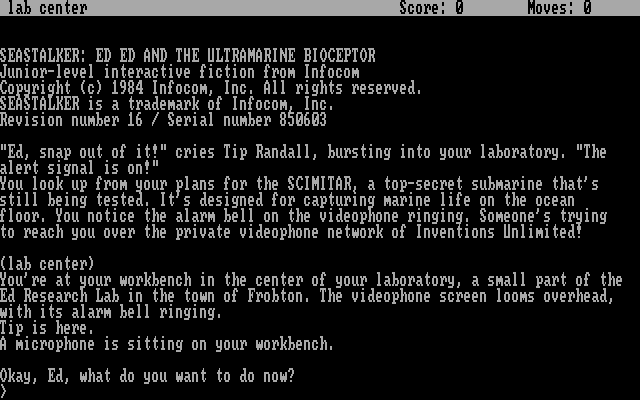 lab center Score: 0 Moves: 0
SEASTALKER: ED ED AND THE ULTRAMARINE BIOCEPTOR
Junior-level interactive fiction from Infocom
Copyright (c) 1984 Infocom, Inc. All rights reserved.
SEASTALKER is a trademark of Infocom, Inc.
Revision number 16 / Serial number 850603
"Ed, snap out of it!" cries Tip Randall, bursting into your laboratory. "The
alert signal is on!"
You look up from your plans for the SCIMITAR, a top-secret submarine that's
still being tested. It's designed for capturing marine life on the ocean
floor. You notice the alarm bell on the videophone ringing. Someone's trying
to reach you over the private videophone network of Inventions Unlimited!
(lab center)
You're at your workbench in the center of your laboratory, a small part of the
Ed Research Lab in the town of Frobton. The videophone screen looms overhead,
with its alarm bell ringing.
Tip is here.
A microphone is sitting on your workbench.
Okay, Ed, what do you want to do now?
>